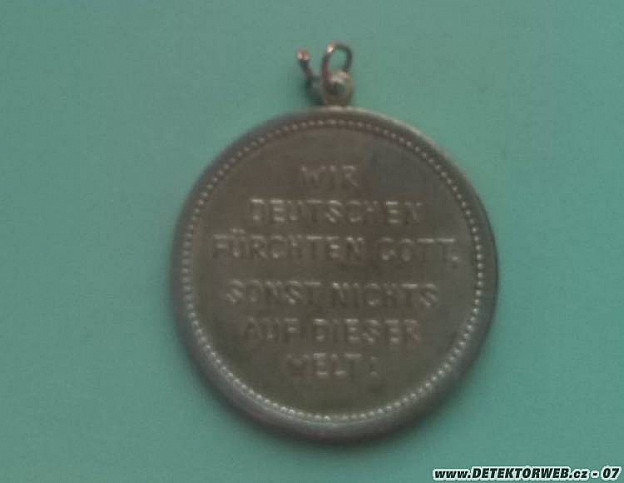 WIR
DEUTSCHEN
FÜRCHTEN GOTT,
SONST NICHTS
AUF DIESER
WELT!
www.DETEKTORWEB.cz - 07